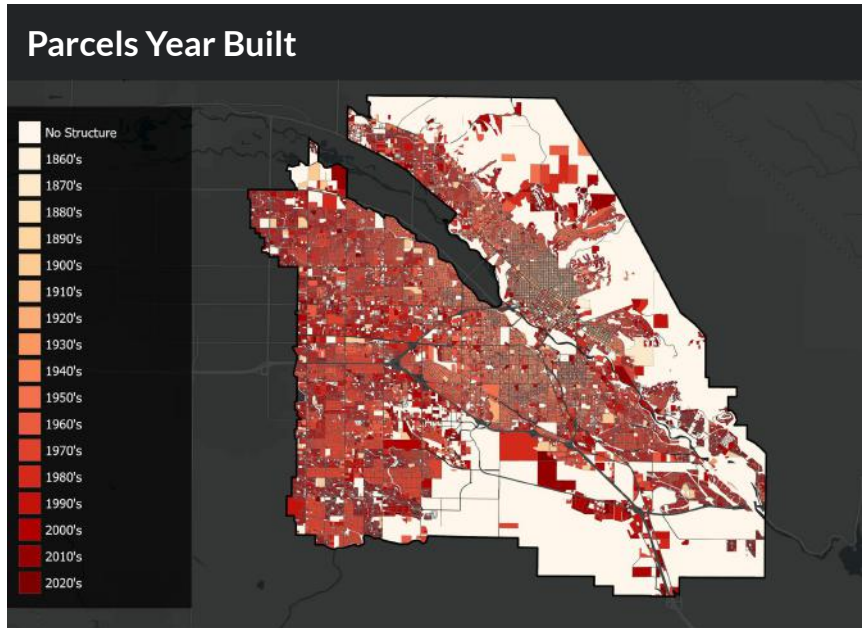 Parcels Year Built
No Structure
1860's
1870's
1880's
1890's
1900's
1910's
1920's
1930's
1940's
1950's
1960's
1970's
1980's
1990's
2000's
2010's
2020's